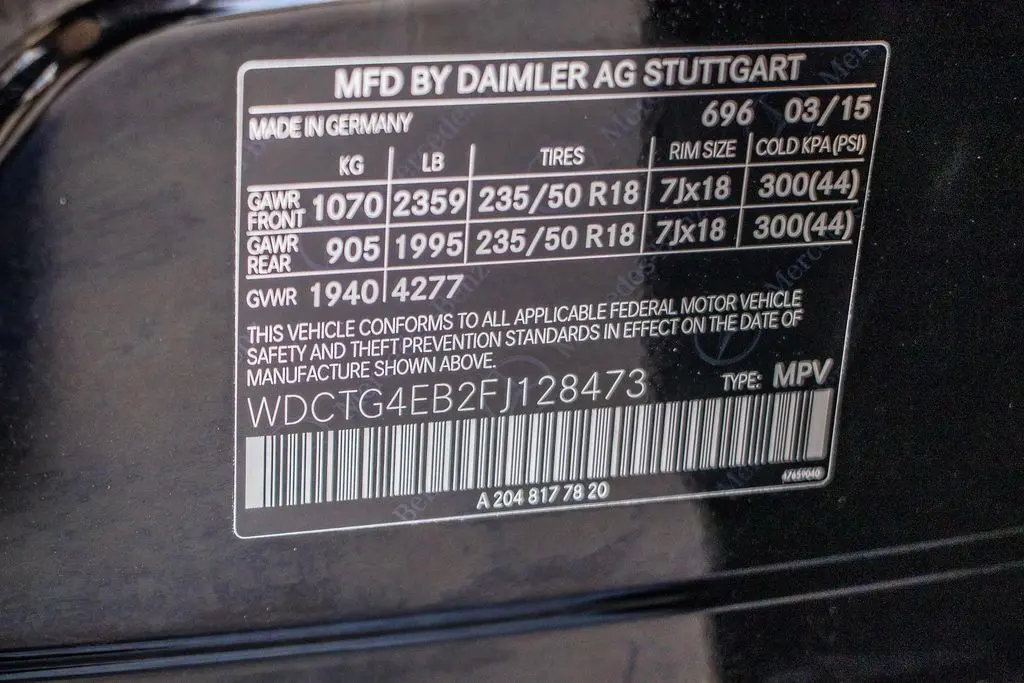 MFD BY DAIMLER AG STUTTGART
696 03/15
MADE IN GERMANY
KG LB TIRES RIM SIZE COLD KPA(PSI)
GAWR FRONT 1070 2359 235/50 R18 7Jx18 300(44)
GAWR REAR 905 1995 235/50 R18 7Jx18 300(44)
GVWR 1940 4277
THIS VEHICLE CONFORMS TO ALL APPLICABLE FEDERAL MOTOR VEHICLE
SAFETY AND THEFT PREVENTION STANDARDS IN EFFECT ON THE DATE OF
MANUFACTURE SHOWN ABOVE.
WDCTG4EB2FJ128473 TYPE: MPV
A 204 817 78 20